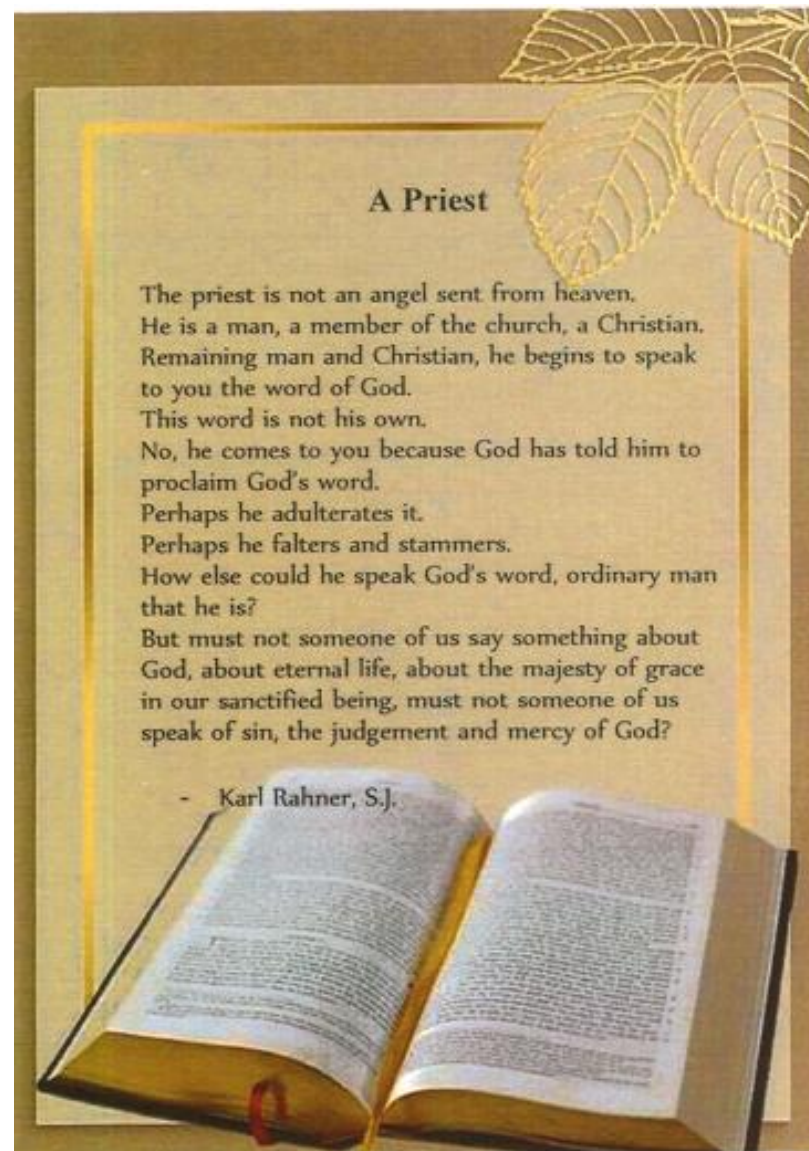 A Priest
The priest is not an angel sent from heaven.
He is a man, a member of the church, a Christian.
Remaining man and Christian, he begins to speak
to you the word of God.
This word is not his own.
No, he comes to you because God has told him to
proclaim God's word.
Perhaps he adulterates it.
Perhaps he falters and stammers.
How else could he speak God's word, ordinary man
that he is?
But must not someone of us say something about
God, about eternal life, about the majesty of grace
in our sanctified being, must not someone of us
speak of sin, the judgement and mercy of God?
- Karl Rahner, S.J.